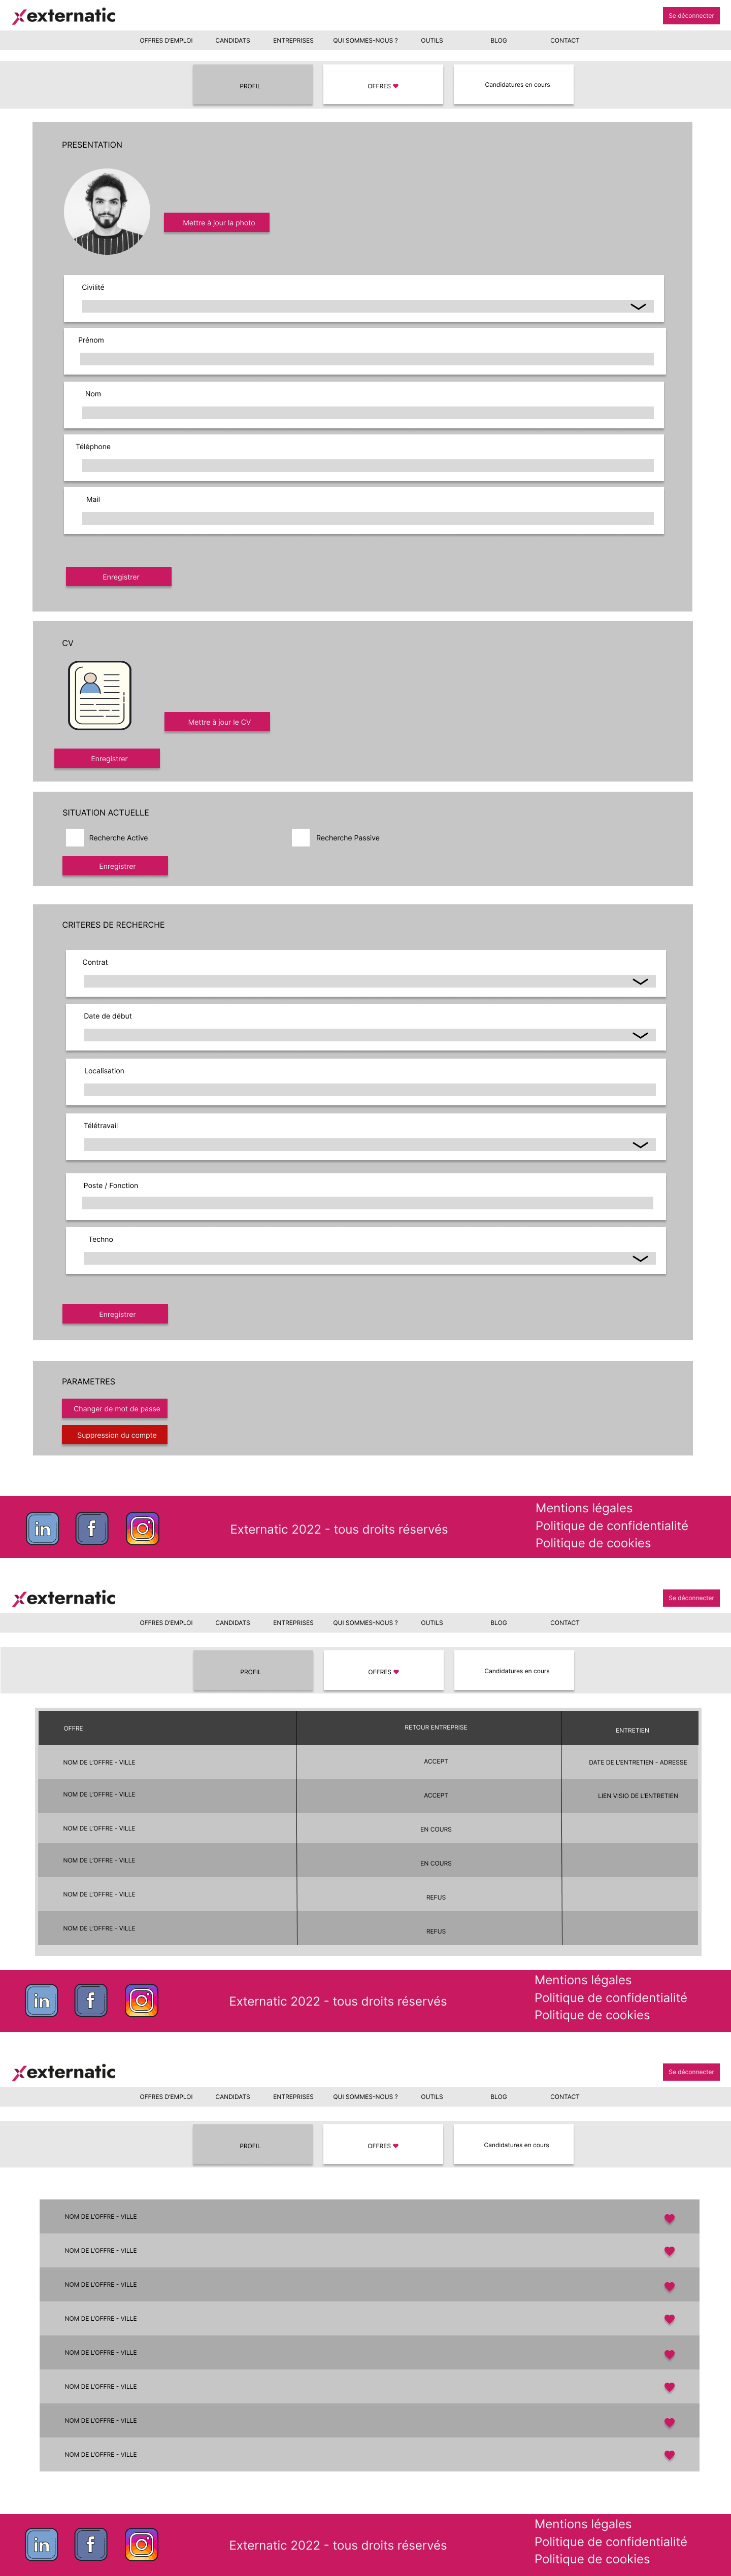 externatic
Se déconnecter
OFFRES D'EMPLOI CANDIDATS ENTREPRISES QUI SOMMES-NOUS ? OUTILS BLOG CONTACT
PROFIL OFFRES ❤ Candidatures en cours
PRESENTATION
Mettre à jour la photo
Civilité
Prénom
Nom
Téléphone
Mail
Enregistrer
CV
Mettre à jour le CV
Enregistrer
SITUATION ACTUELLE
Recherche Active Recherche Passive
Enregistrer
CRITERES DE RECHERCHE
Contrat
Date de début
Localisation
Télétravail
Poste / Fonction
Techno
Enregistrer
PARAMETRES
Changer de mot de passe
Suppression du compte
in f
Externatic 2022 - tous droits réservés
Mentions légales
Politique de confidentialité
Politique de cookies
externatic
Se déconnecter
OFFRES D'EMPLOI CANDIDATS ENTREPRISES QUI SOMMES-NOUS ? OUTILS BLOG CONTACT
PROFIL OFFRES ❤ Candidatures en cours
OFFRE RETOUR ENTREPRISE ENTRETIEN
NOM DE L'OFFRE - VILLE ACCEPT DATE DE L'ENTRETIEN - ADRESSE
NOM DE L'OFFRE - VILLE ACCEPT LIEN VISIO DE L'ENTRETIEN
NOM DE L'OFFRE - VILLE EN COURS
NOM DE L'OFFRE - VILLE EN COURS
NOM DE L'OFFRE - VILLE REFUS
NOM DE L'OFFRE - VILLE REFUS
in f
Externatic 2022 - tous droits réservés
Mentions légales
Politique de confidentialité
Politique de cookies
externatic
Se déconnecter
OFFRES D'EMPLOI CANDIDATS ENTREPRISES QUI SOMMES-NOUS ? OUTILS BLOG CONTACT
PROFIL OFFRES ❤ Candidatures en cours
NOM DE L'OFFRE - VILLE
NOM DE L'OFFRE - VILLE
NOM DE L'OFFRE - VILLE
NOM DE L'OFFRE - VILLE
NOM DE L'OFFRE - VILLE
NOM DE L'OFFRE - VILLE
NOM DE L'OFFRE - VILLE
NOM DE L'OFFRE - VILLE
in f
Externatic 2022 - tous droits réservés
Mentions légales
Politique de confidentialité
Politique de cookies